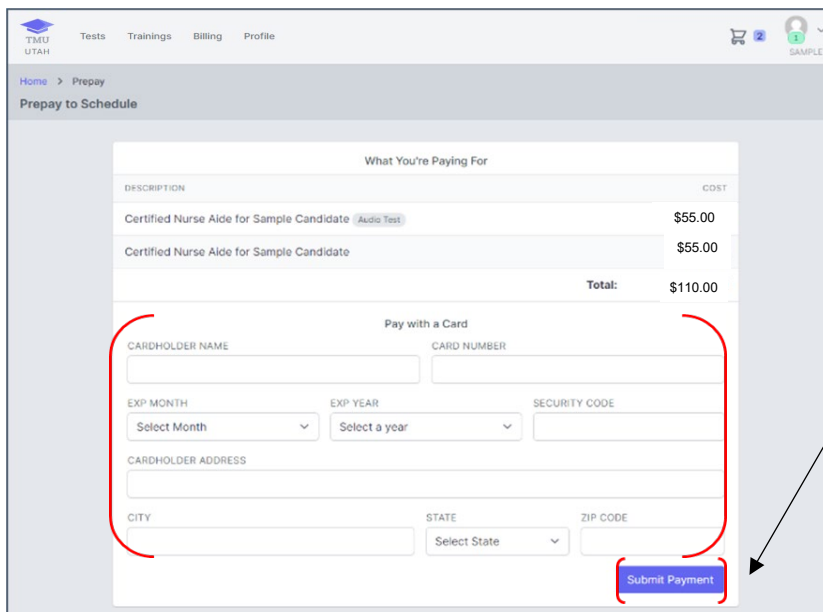 TMU
UTAH
Tests Trainings Billing Profile
2
1
SAMPLE
Home > Prepay
Prepay to Schedule
What You're Paying For
DESCRIPTION COST
Certified Nurse Aide for Sample Candidate Audio Test $55.00
Certified Nurse Aide for Sample Candidate $55.00
Total: $110.00
Pay with a Card
CARDHOLDER NAME CARD NUMBER
EXP MONTH EXP YEAR SECURITY CODE
Select Month Select a year
CARDHOLDER ADDRESS
CITY STATE ZIP CODE
Select State
Submit Payment